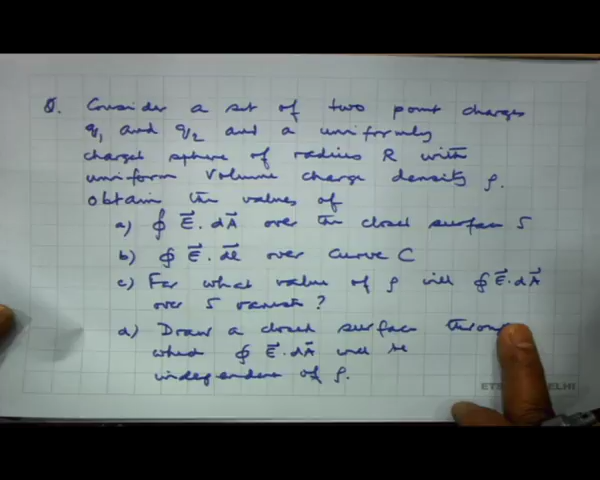 Q. Consider a set of two point charges
q₁ and q₂ and a uniformly
charged sphere of radius R with
uniform volume charge density ρ.
Obtain the values of
a) ∮ E⃗ . dA⃗ over the closed surface S
b) ∮ E⃗ . dl⃗ over curve C
c) For what value of ρ will ∮ E⃗ . dA⃗
over S vanish?
d) Draw a closed surface through
which ∮ E⃗ . dA⃗ will be
independent of ρ.
ETS DELHI